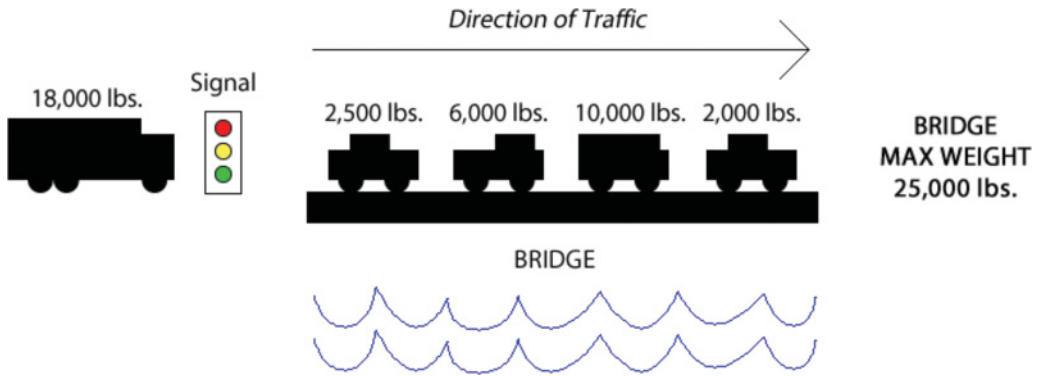 Direction of Traffic
Signal
18,000 lbs.
2,500 lbs.
6,000 lbs.
10,000 lbs.
2,000 lbs.
BRIDGE
MAX WEIGHT
25,000 lbs.
BRIDGE